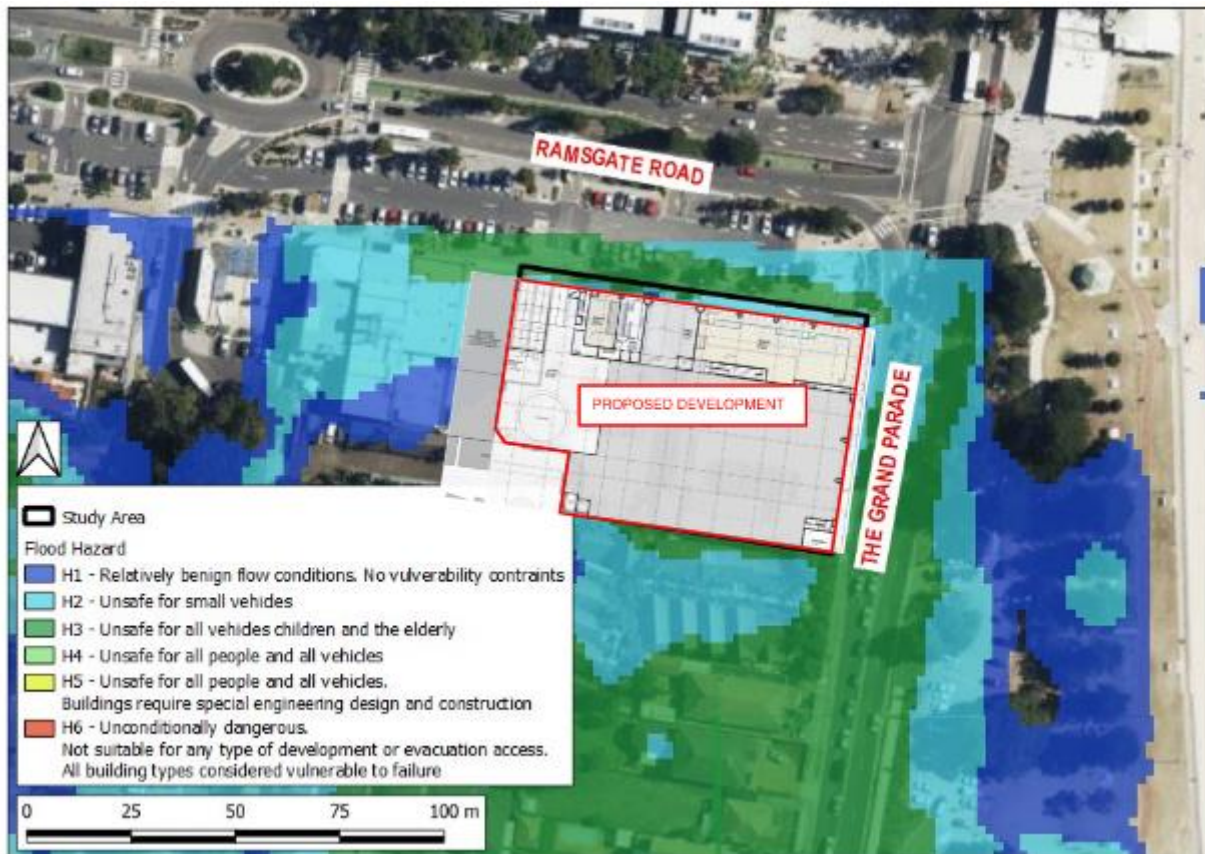 RAMSGATE ROAD
PROPOSED DEVELOPMENT
THE GRAND PARADE
Study Area
Flood Hazard
H1 - Relatively benign flow conditions. No vulverability contraints
H2 - Unsafe for small vehicles
H3 - Unsafe for all vehicles children and the elderly
H4 - Unsafe for all people and all vehicles
H5 - Unsafe for all people and all vehicles.
Buildings require special engineering design and construction
H6 - Unconditionally dangerous.
Not suitable for any type of development or evacuation access.
All building types considered vulnerable to failure
0 25 50 75 100 m